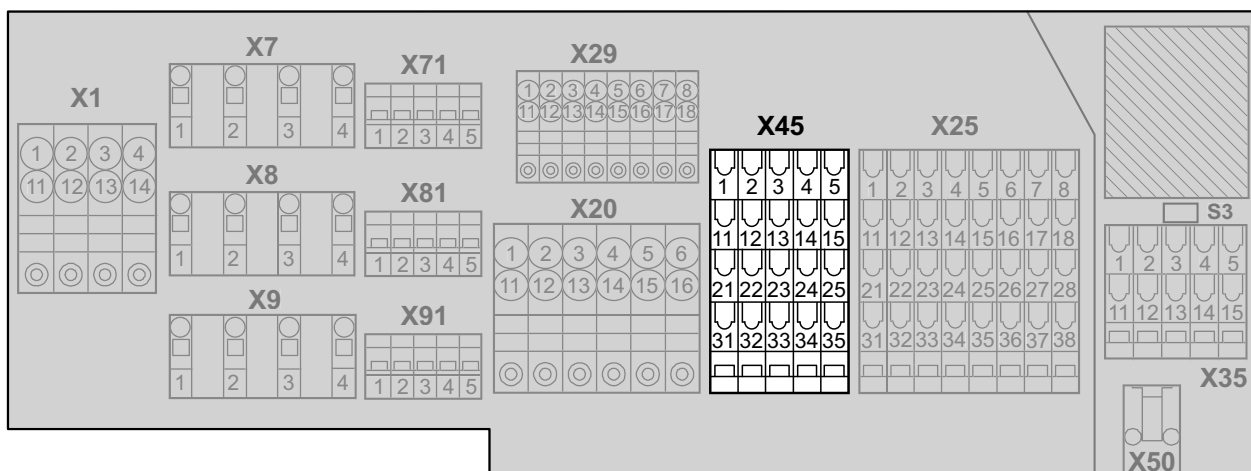 X1
1 2 3 4
11 12 13 14
X7
1 2 3 4
X8
1 2 3 4
X9
1 2 3 4
X71
1 2 3 4 5
X81
1 2 3 4 5
X91
1 2 3 4 5
X29
1 2 3 4 5 6 7 8
11 12 13 14 15 16 17 18
X20
1 2 3 4 5 6
11 12 13 14 15 16
X45
1 2 3 4 5
11 12 13 14 15
21 22 23 24 25
31 32 33 34 35
X25
1 2 3 4 5 6 7 8
11 12 13 14 15 16 17 18
21 22 23 24 25 26 27 28
31 32 33 34 35 36 37 38
S3
1 2 3 4 5
11 12 13 14 15
X35
X50